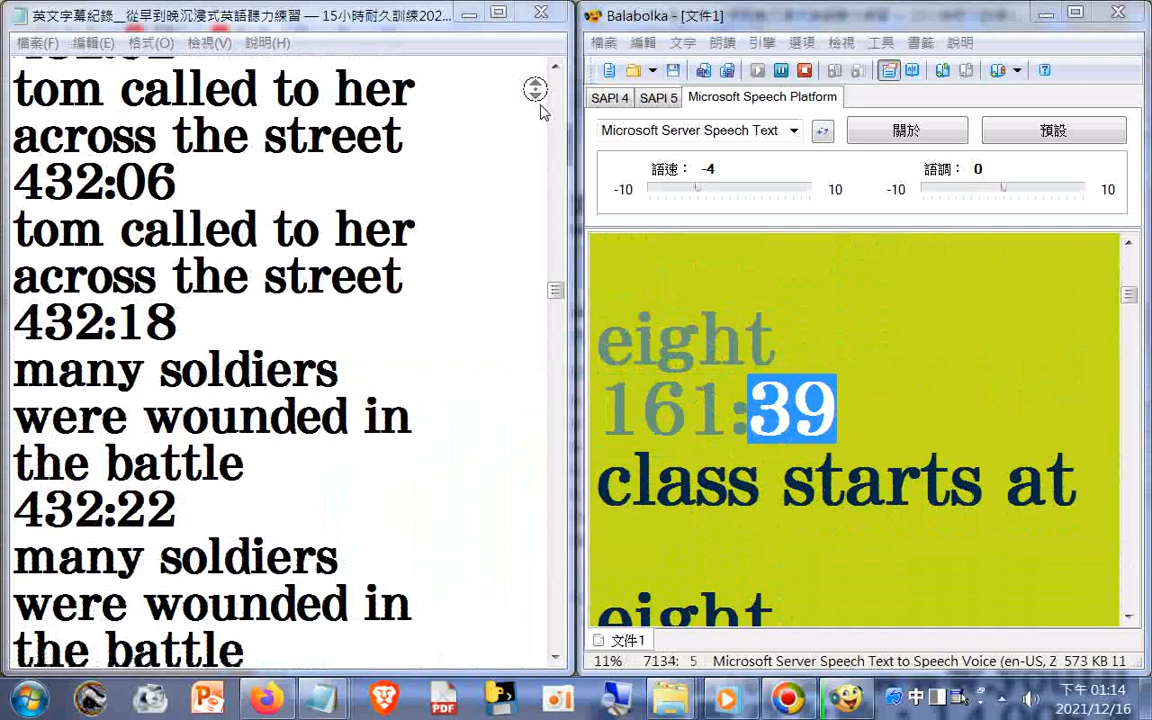 英文字幕紀錄__從早到晚沉浸式英語聽力練習 — 15小時耐久訓練202...
檔案(F) 編輯(E) 格式(O) 檢視(V) 說明(H)
tom called to her
across the street
432:06
tom called to her
across the street
432:18
many soldiers
were wounded in
the battle
432:22
many soldiers
were wounded in
the battle
Balabolka - [文件1]
檔案 編輯 文字 朗讀 引擎 選項 檢視 工具 書籤 說明
SAPI 4 SAPI 5 Microsoft Speech Platform
Microsoft Server Speech Text 關於 預設
語速： -4 語調： 0
-10 10 -10 10
eight
161:39
class starts at
eight
文件1
11% 7134: 5 Microsoft Server Speech Text to Speech Voice (en-US, Z 573 KB 11
PDF 中 下午 01:14
2021/12/16